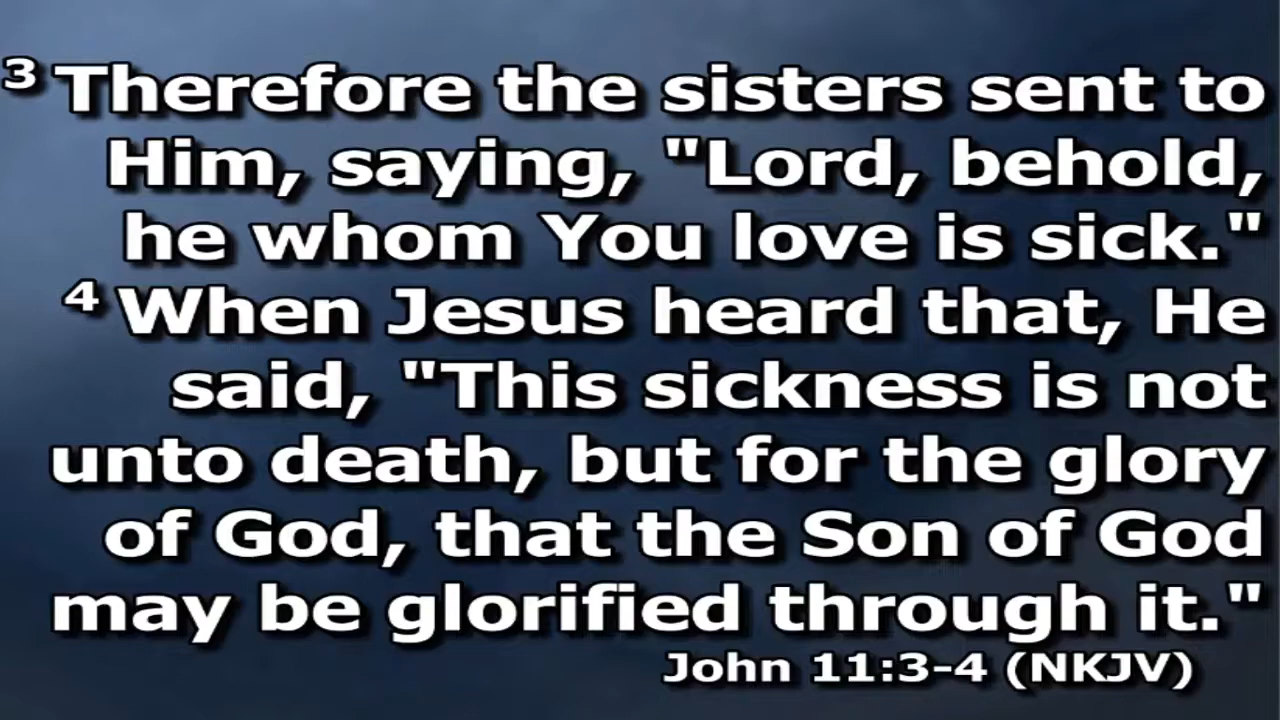 3 Therefore the sisters sent to
Him, saying, "Lord, behold,
he whom You love is sick."
4 When Jesus heard that, He
said, "This sickness is not
unto death, but for the glory
of God, that the Son of God
may be glorified through it."
John 11:3-4 (NKJV)